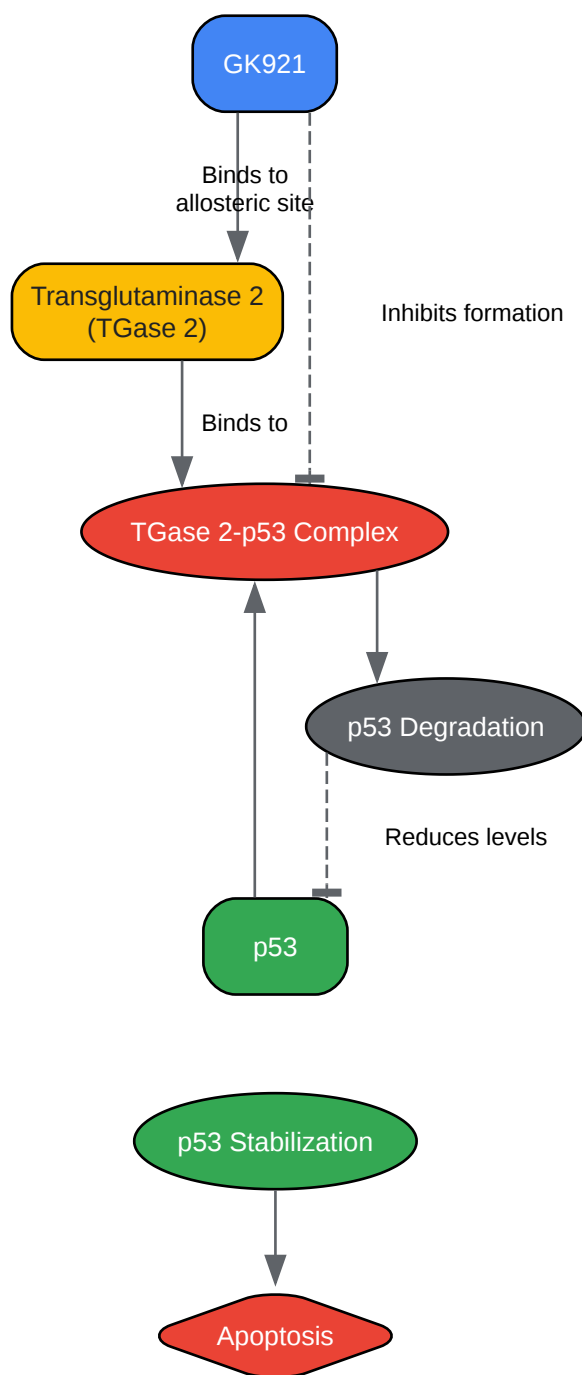 GK921
Binds to
allosteric site
Transglutaminase 2
(TGase 2)
Inhibits formation
Binds to
TGase 2-p53 Complex
p53 Degradation
Reduces levels
p53
p53 Stabilization
Apoptosis